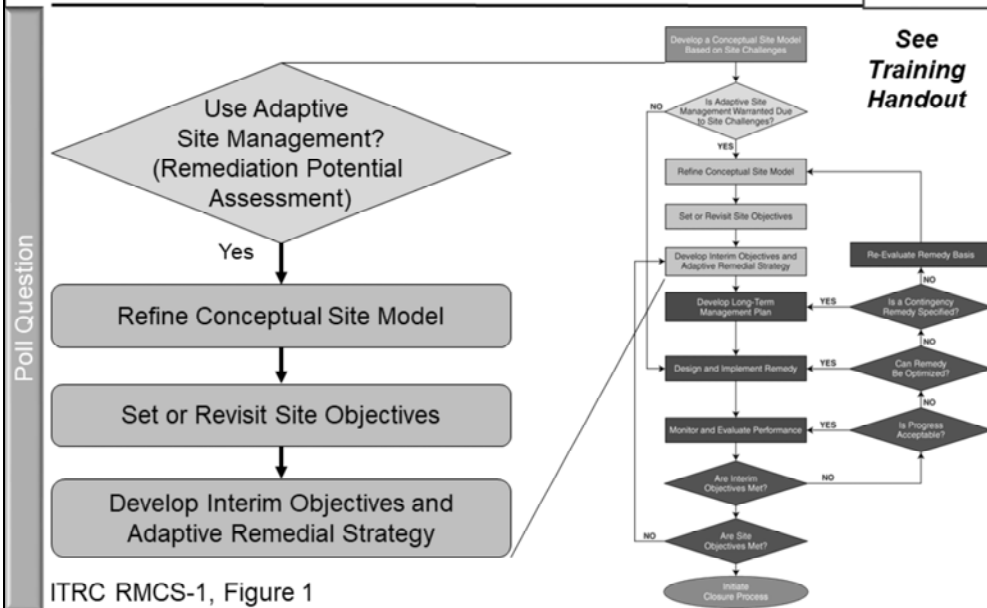 Poll Question
Use Adaptive
Site Management?
(Remediation Potential
Assessment)
Yes
Refine Conceptual Site Model
Set or Revisit Site Objectives
Develop Interim Objectives and
Adaptive Remedial Strategy
ITRC RMCS-1, Figure 1
Develop a Conceptual Site Model
Based on Site Challenges
Is Adaptive Site
Management Warranted Due
to Site Challenges?
NO
YES
Refine Conceptual Site Model
Set or Revisit Site Objectives
Develop Interim Objectives and
Adaptive Remedial Strategy
Develop Long-Term
Management Plan
Design and Implement Remedy
Monitor and Evaluate Performance
Are Interim
Objectives Met?
NO
Are Site
Objectives Met?
NO
Initiate
Closure Process
Re-Evaluate Remedy Basis
NO
Is a Contingency
Remedy Specified?
YES
NO
Can Remedy
Be Optimized?
YES
NO
Is Progress
Acceptable?
YES
See
Training
Handout